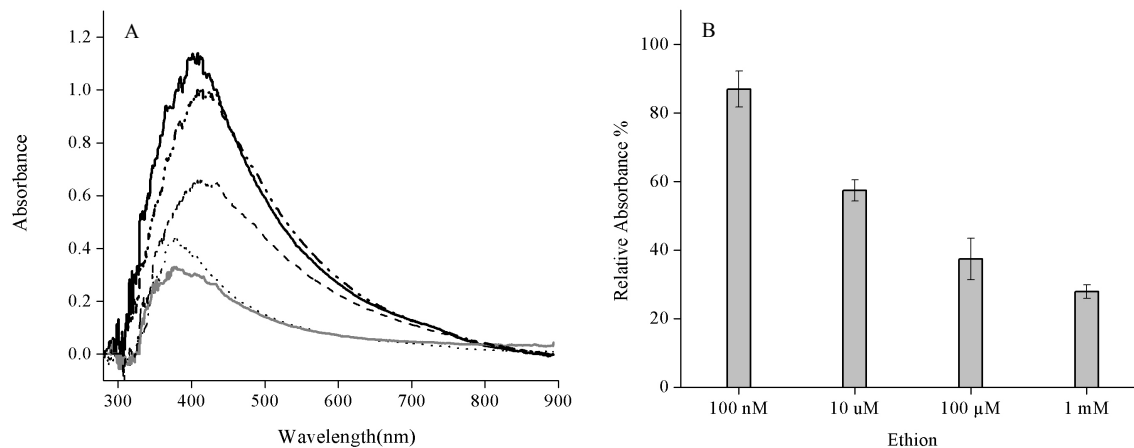 A
1.2
1.0
0.8
0.6
0.4
0.2
0.0
Absorbance
300 400 500 600 700 800 900
Wavelength(nm)
B
100
80
60
40
20
0
Relative Absorbance %
100 nM 10 uM 100 µM 1 mM
Ethion